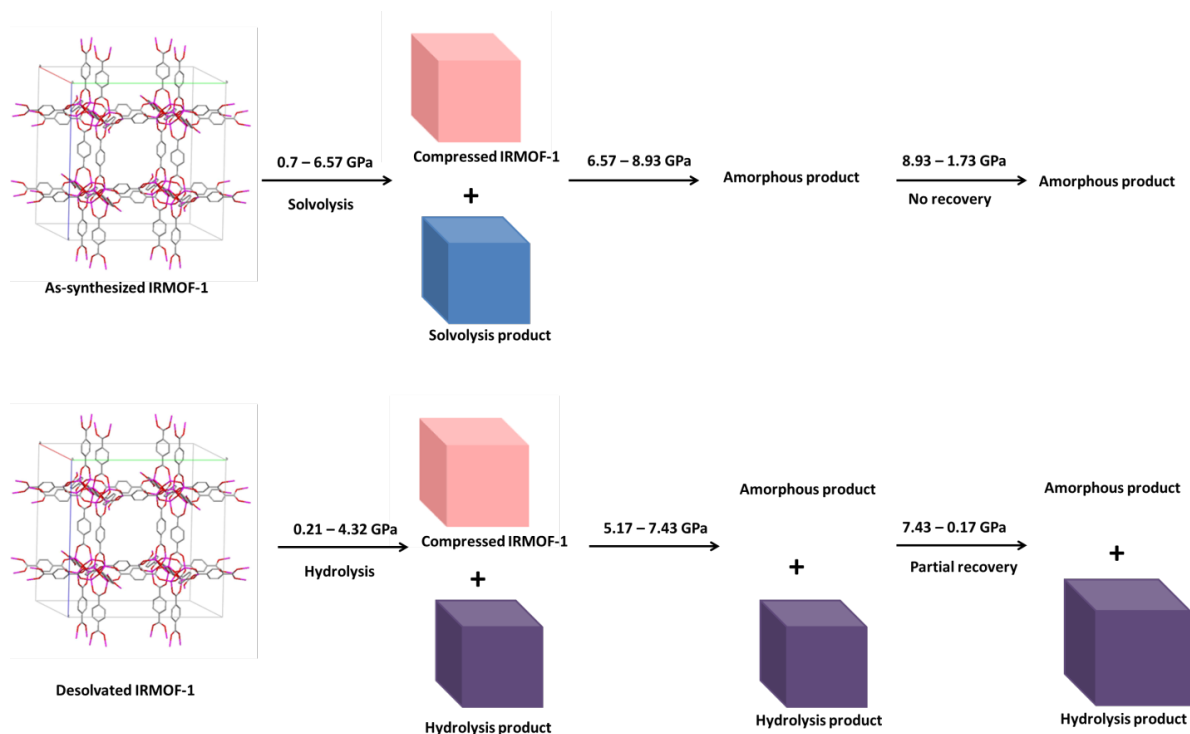 0.7 – 6.57 GPa
Solvolysis
Compressed IRMOF-1
+
Solvolysis product
6.57 – 8.93 GPa
Amorphous product
8.93 – 1.73 GPa
No recovery
Amorphous product
As-synthesized IRMOF-1
0.21 – 4.32 GPa
Hydrolysis
Compressed IRMOF-1
+
Hydrolysis product
5.17 – 7.43 GPa
Amorphous product
+
Hydrolysis product
7.43 – 0.17 GPa
Partial recovery
Amorphous product
+
Hydrolysis product
Desolvated IRMOF-1